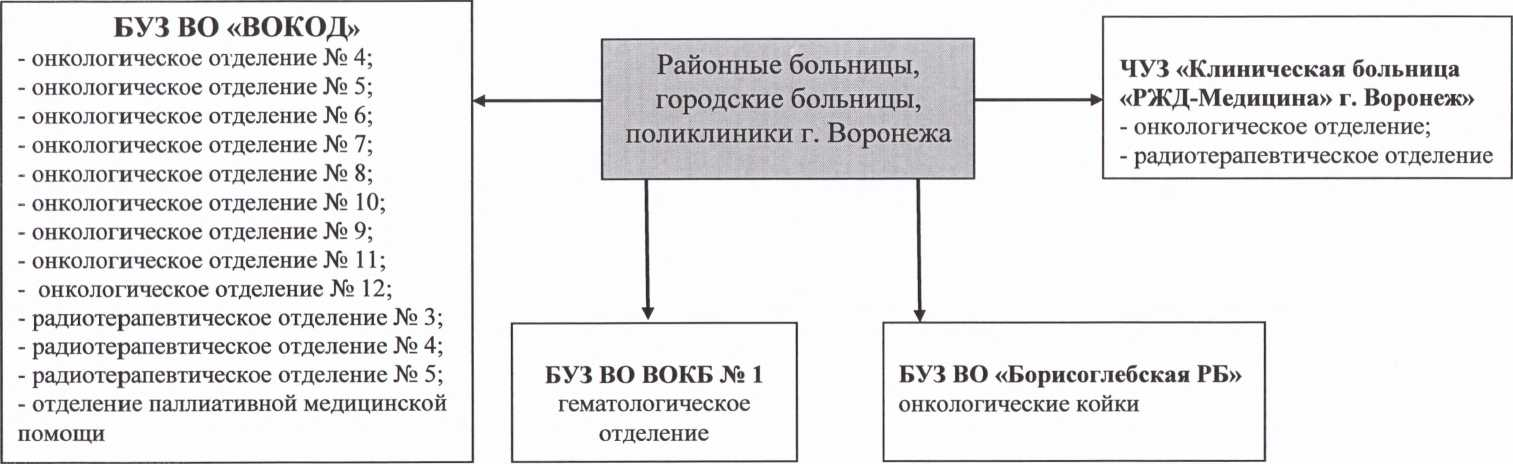 БУЗ ВО «ВОКОД»
- онкологическое отделение № 4;
- онкологическое отделение № 5;
- онкологическое отделение № 6;
- онкологическое отделение № 7;
- онкологическое отделение № 8;
- онкологическое отделение № 10;
- онкологическое отделение № 9;
- онкологическое отделение № 11;
- онкологическое отделение № 12;
- радиотерапевтическое отделение № 3;
- радиотерапевтическое отделение № 4;
- радиотерапевтическое отделение № 5;
- отделение паллиативной медицинской
помощи
Районные больницы,
городские больницы,
поликлиники г. Воронежа
ЧУЗ «Клиническая больница
«РЖД-Медицина» г. Воронеж»
- онкологическое отделение;
- радиотерапевтическое отделение
БУЗ ВО ВОКБ № 1
гематологическое
отделение
БУЗ ВО «Борисоглебская РБ»
онкологические койки